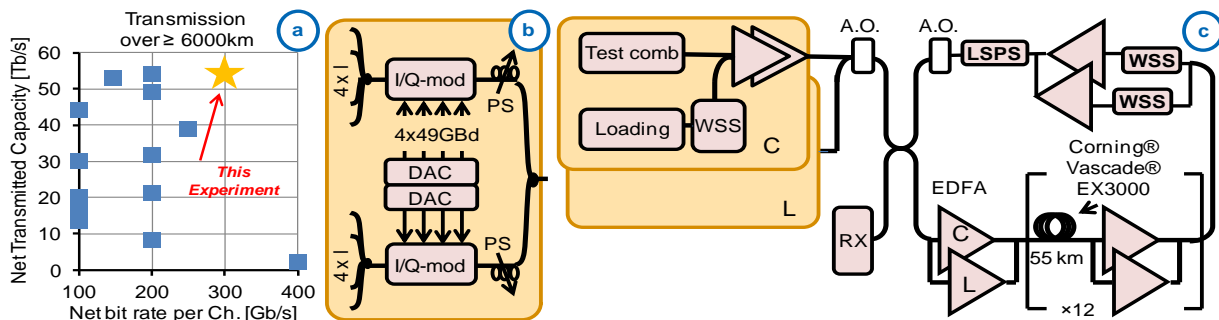 Transmission
over ≥ 6000km
a
Net Transmitted Capacity [Tb/s]
60
50
40
30
20
10
0
100
200
300
400
Net bit rate per Ch. [Gb/s]
This
Experiment
b
4 x λ
I/Q-mod
PS
4x49GBd
DAC
DAC
I/Q-mod
PS
4 x λ
Test comb
Loading
WSS
C
L
A.O.
A.O.
LSPS
WSS
WSS
c
RX
EDFA
C
L
Corning®
Vascade®
EX3000
55 km
×12